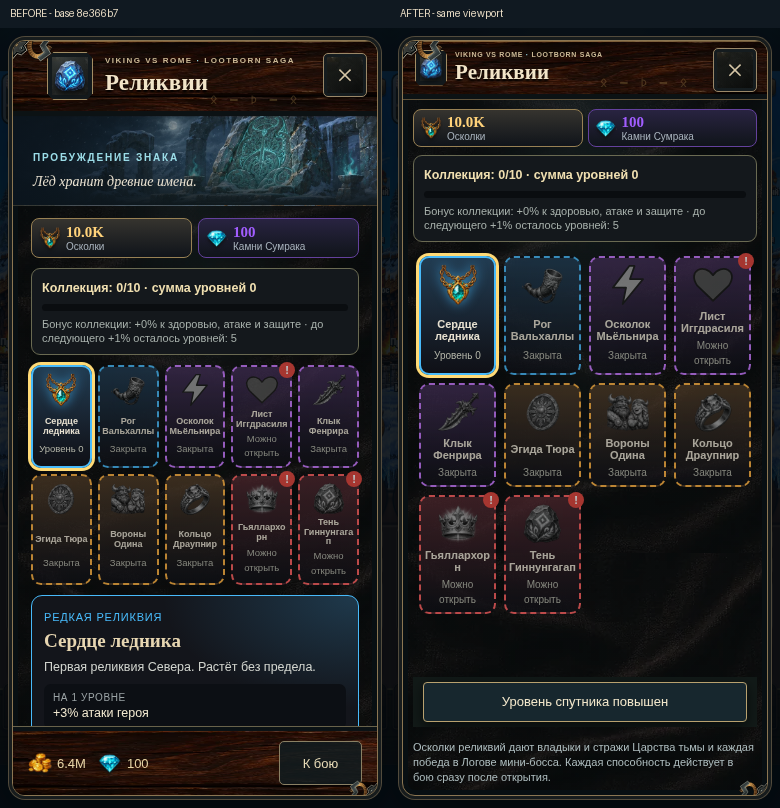 BEFORE - base 8e366b7
VIKING VS ROME · LOOTBORN SAGA
Реликвии
×
ПРОБУЖДЕНИЕ ЗНАКА
Лёд хранит древние имена.
10.0K
Осколки
100
Камни Сумрака
Коллекция: 0/10 · сумма уровней 0
Бонус коллекции: +0% к здоровью, атаке и защите · до
следующего +1% осталось уровней: 5
Сердце
ледника
Уровень 0
Рог
Вальхаллы
Закрыта
Осколок
Мьёльнира
Закрыта
!
Лист
Иггдрасиля
Можно
открыть
Клык
Фенрира
Закрыта
Эгида Тюра
Закрыта
Вороны
Одина
Закрыта
Кольцо
Драупнир
Закрыта
!
Гьяллархо
рн
Можно
открыть
!
Тень
Гиннунгага
п
Можно
открыть
РЕДКАЯ РЕЛИКВИЯ
Сердце ледника
Первая реликвия Севера. Растёт без предела.
НА 1 УРОВНЕ
+3% атаки героя
6.4M
100
К бою
AFTER - same viewport
VIKING VS ROME · LOOTBORN SAGA
Реликвии
×
10.0K
Осколки
100
Камни Сумрака
Коллекция: 0/10 · сумма уровней 0
Бонус коллекции: +0% к здоровью, атаке и защите · до
следующего +1% осталось уровней: 5
Сердце
ледника
Уровень 0
Рог
Вальхаллы
Закрыта
Осколок
Мьёльнира
Закрыта
!
Лист
Иггдрасиля
Можно
открыть
Клык
Фенрира
Закрыта
Эгида Тюра
Закрыта
Вороны
Одина
Закрыта
Кольцо
Драупнир
Закрыта
!
Гьяллархор
н
Можно
открыть
!
Тень
Гиннунгагап
Можно
открыть
Уровень спутника повышен
Осколки реликвий дают владыки и стражи Царства тьмы и каждая
победа в Логове мини-босса. Каждая способность действует в
бою сразу после открытия.